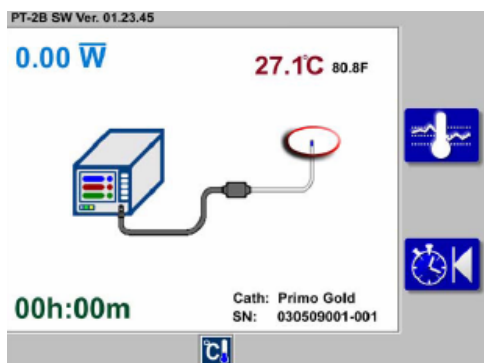 PT-2B SW Ver. 01.23.45
0.00 W̅ 27.1°C 80.8F
00h:00m
Cath: Primo Gold
SN: 030509001-001
°C